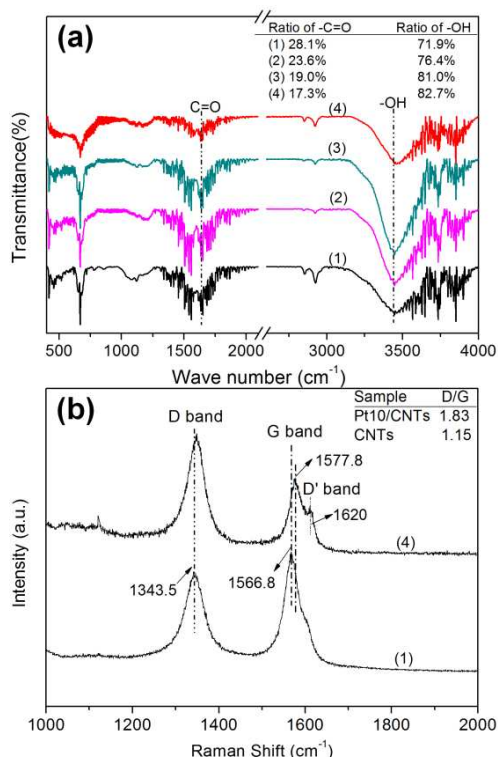 (a)
Ratio of -C=O Ratio of -OH
(1) 28.1% 71.9%
(2) 23.6% 76.4%
(3) 19.0% 81.0%
(4) 17.3% 82.7%
C=O
-OH
(4)
(3)
(2)
(1)
Transmittance(%)
500 1000 1500 2000 3000 3500 4000
Wave number (cm-1)
(b)
Sample D/G
Pt10/CNTs 1.83
CNTs 1.15
D band
G band
1577.8
D' band
1620
1343.5
1566.8
(4)
(1)
Intensity (a.u.)
1000 1200 1400 1600 1800 2000
Raman Shift (cm-1)